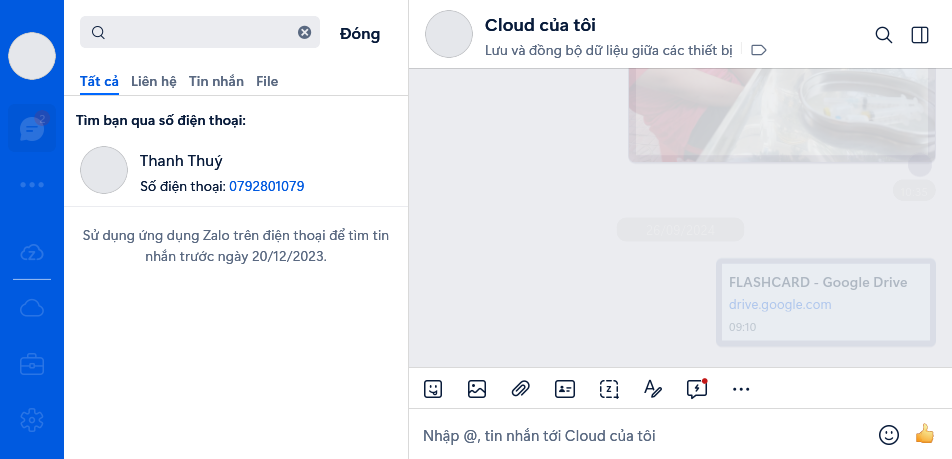 Đóng
Tất cả Liên hệ Tin nhắn File
Tìm bạn qua số điện thoại:
Thanh Thuý
Số điện thoại: 0792801079
Sử dụng ứng dụng Zalo trên điện thoại để tìm tin
nhắn trước ngày 20/12/2023.
Cloud của tôi
Lưu và đồng bộ dữ liệu giữa các thiết bị
FLASHCARD - Google Drive
drive.google.com
09:10
Nhập @, tin nhắn tới Cloud của tôi